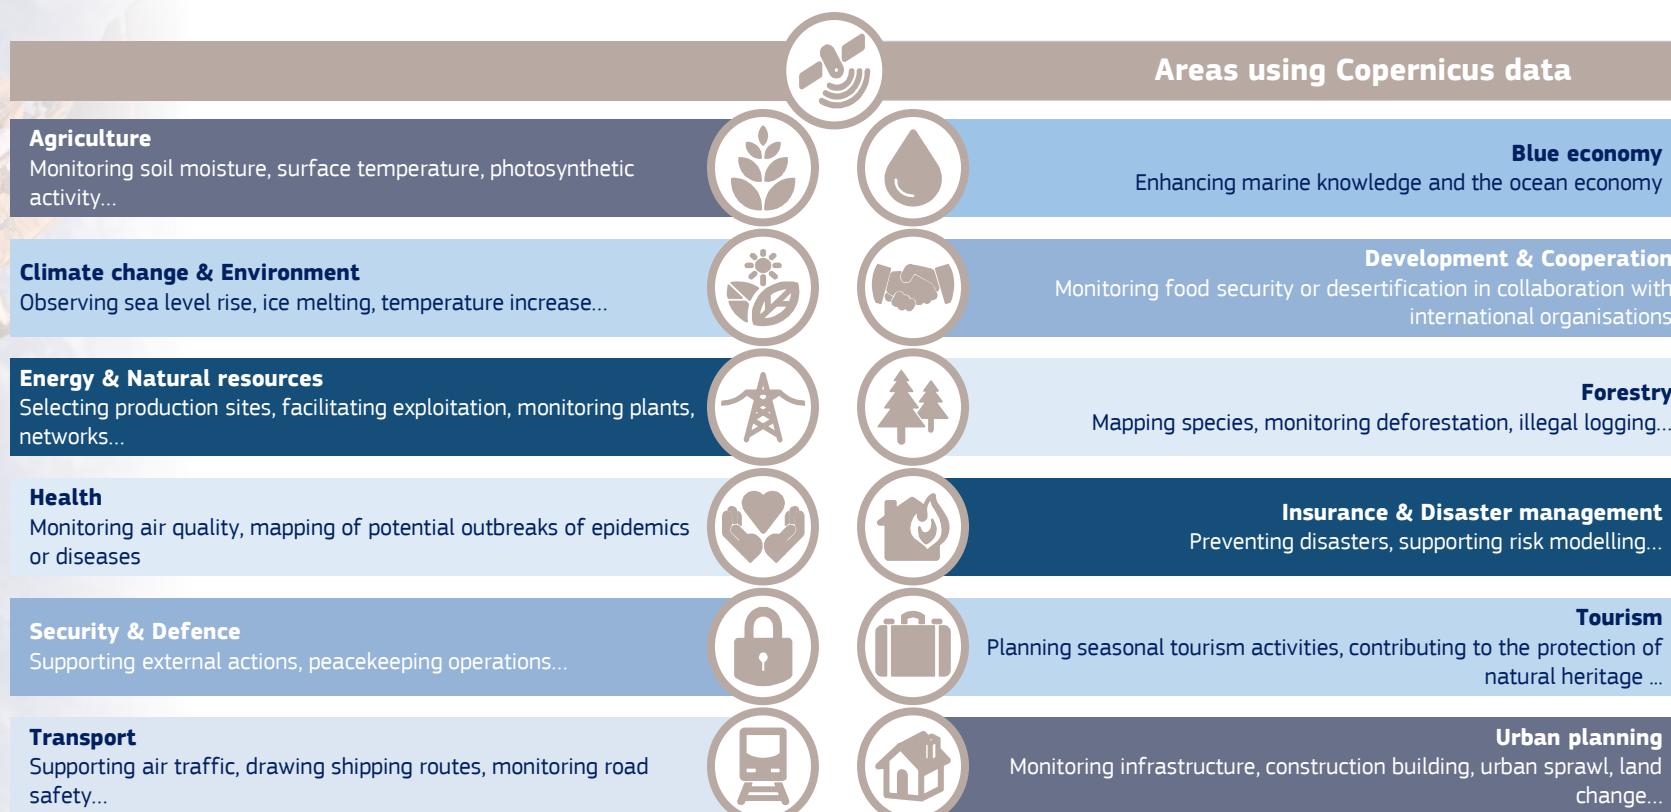 Areas using Copernicus data
Agriculture
Monitoring soil moisture, surface temperature, photosynthetic
activity...
Blue economy
Enhancing marine knowledge and the ocean economy
Climate change & Environment
Observing sea level rise, ice melting, temperature increase...
Development & Cooperation
Monitoring food security or desertification in collaboration with
international organisations
Energy & Natural resources
Selecting production sites, facilitating exploitation, monitoring plants,
networks...
Forestry
Mapping species, monitoring deforestation, illegal logging...
Health
Monitoring air quality, mapping of potential outbreaks of epidemics
or diseases
Insurance & Disaster management
Preventing disasters, supporting risk modelling...
Security & Defence
Supporting external actions, peacekeeping operations...
Tourism
Planning seasonal tourism activities, contributing to the protection of
natural heritage ...
Transport
Supporting air traffic, drawing shipping routes, monitoring road
safety...
Urban planning
Monitoring infrastructure, construction building, urban sprawl, land
change...